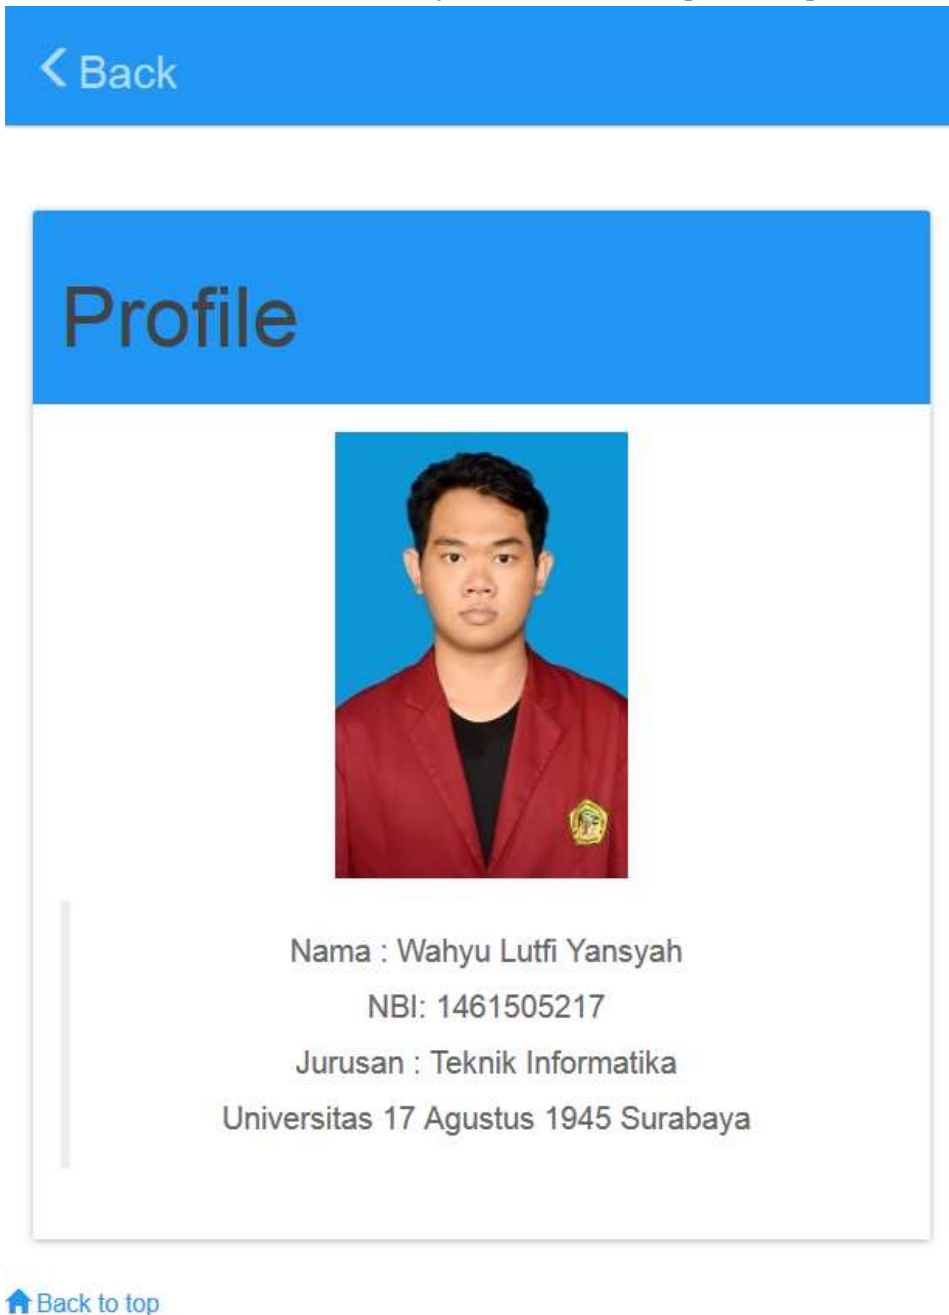 Back
Profile
Nama : Wahyu Lutfi Yansyah
NBI: 1461505217
Jurusan : Teknik Informatika
Universitas 17 Agustus 1945 Surabaya
Back to top